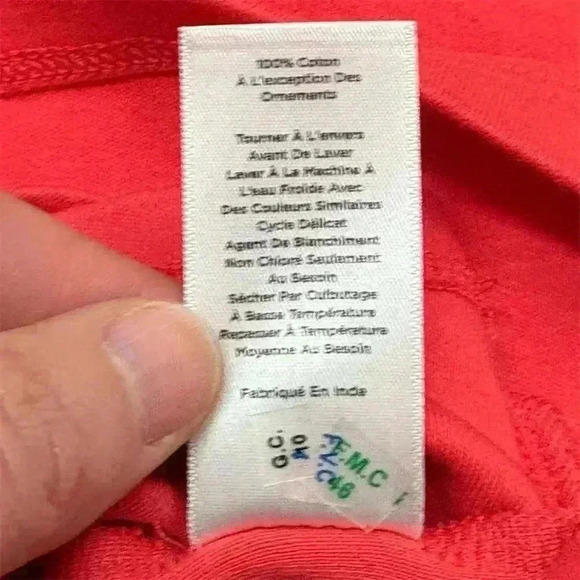 100% Coton
À L'exception Des
Ornements
Tourner À L'envers
Avant De Laver
Laver À La Machine À
L'eau Froide Avec
Des Couleurs Similaires
Cycle Délicat
Agent De Blanchiment
Non Chloré Seulement
Au Besoin
Sécher Par Culbutage
À Basse Température
Repasser À Température
Moyenne Au Besoin
Fabriqué En Inde
G.C.
F.M.C
F.V.C
46